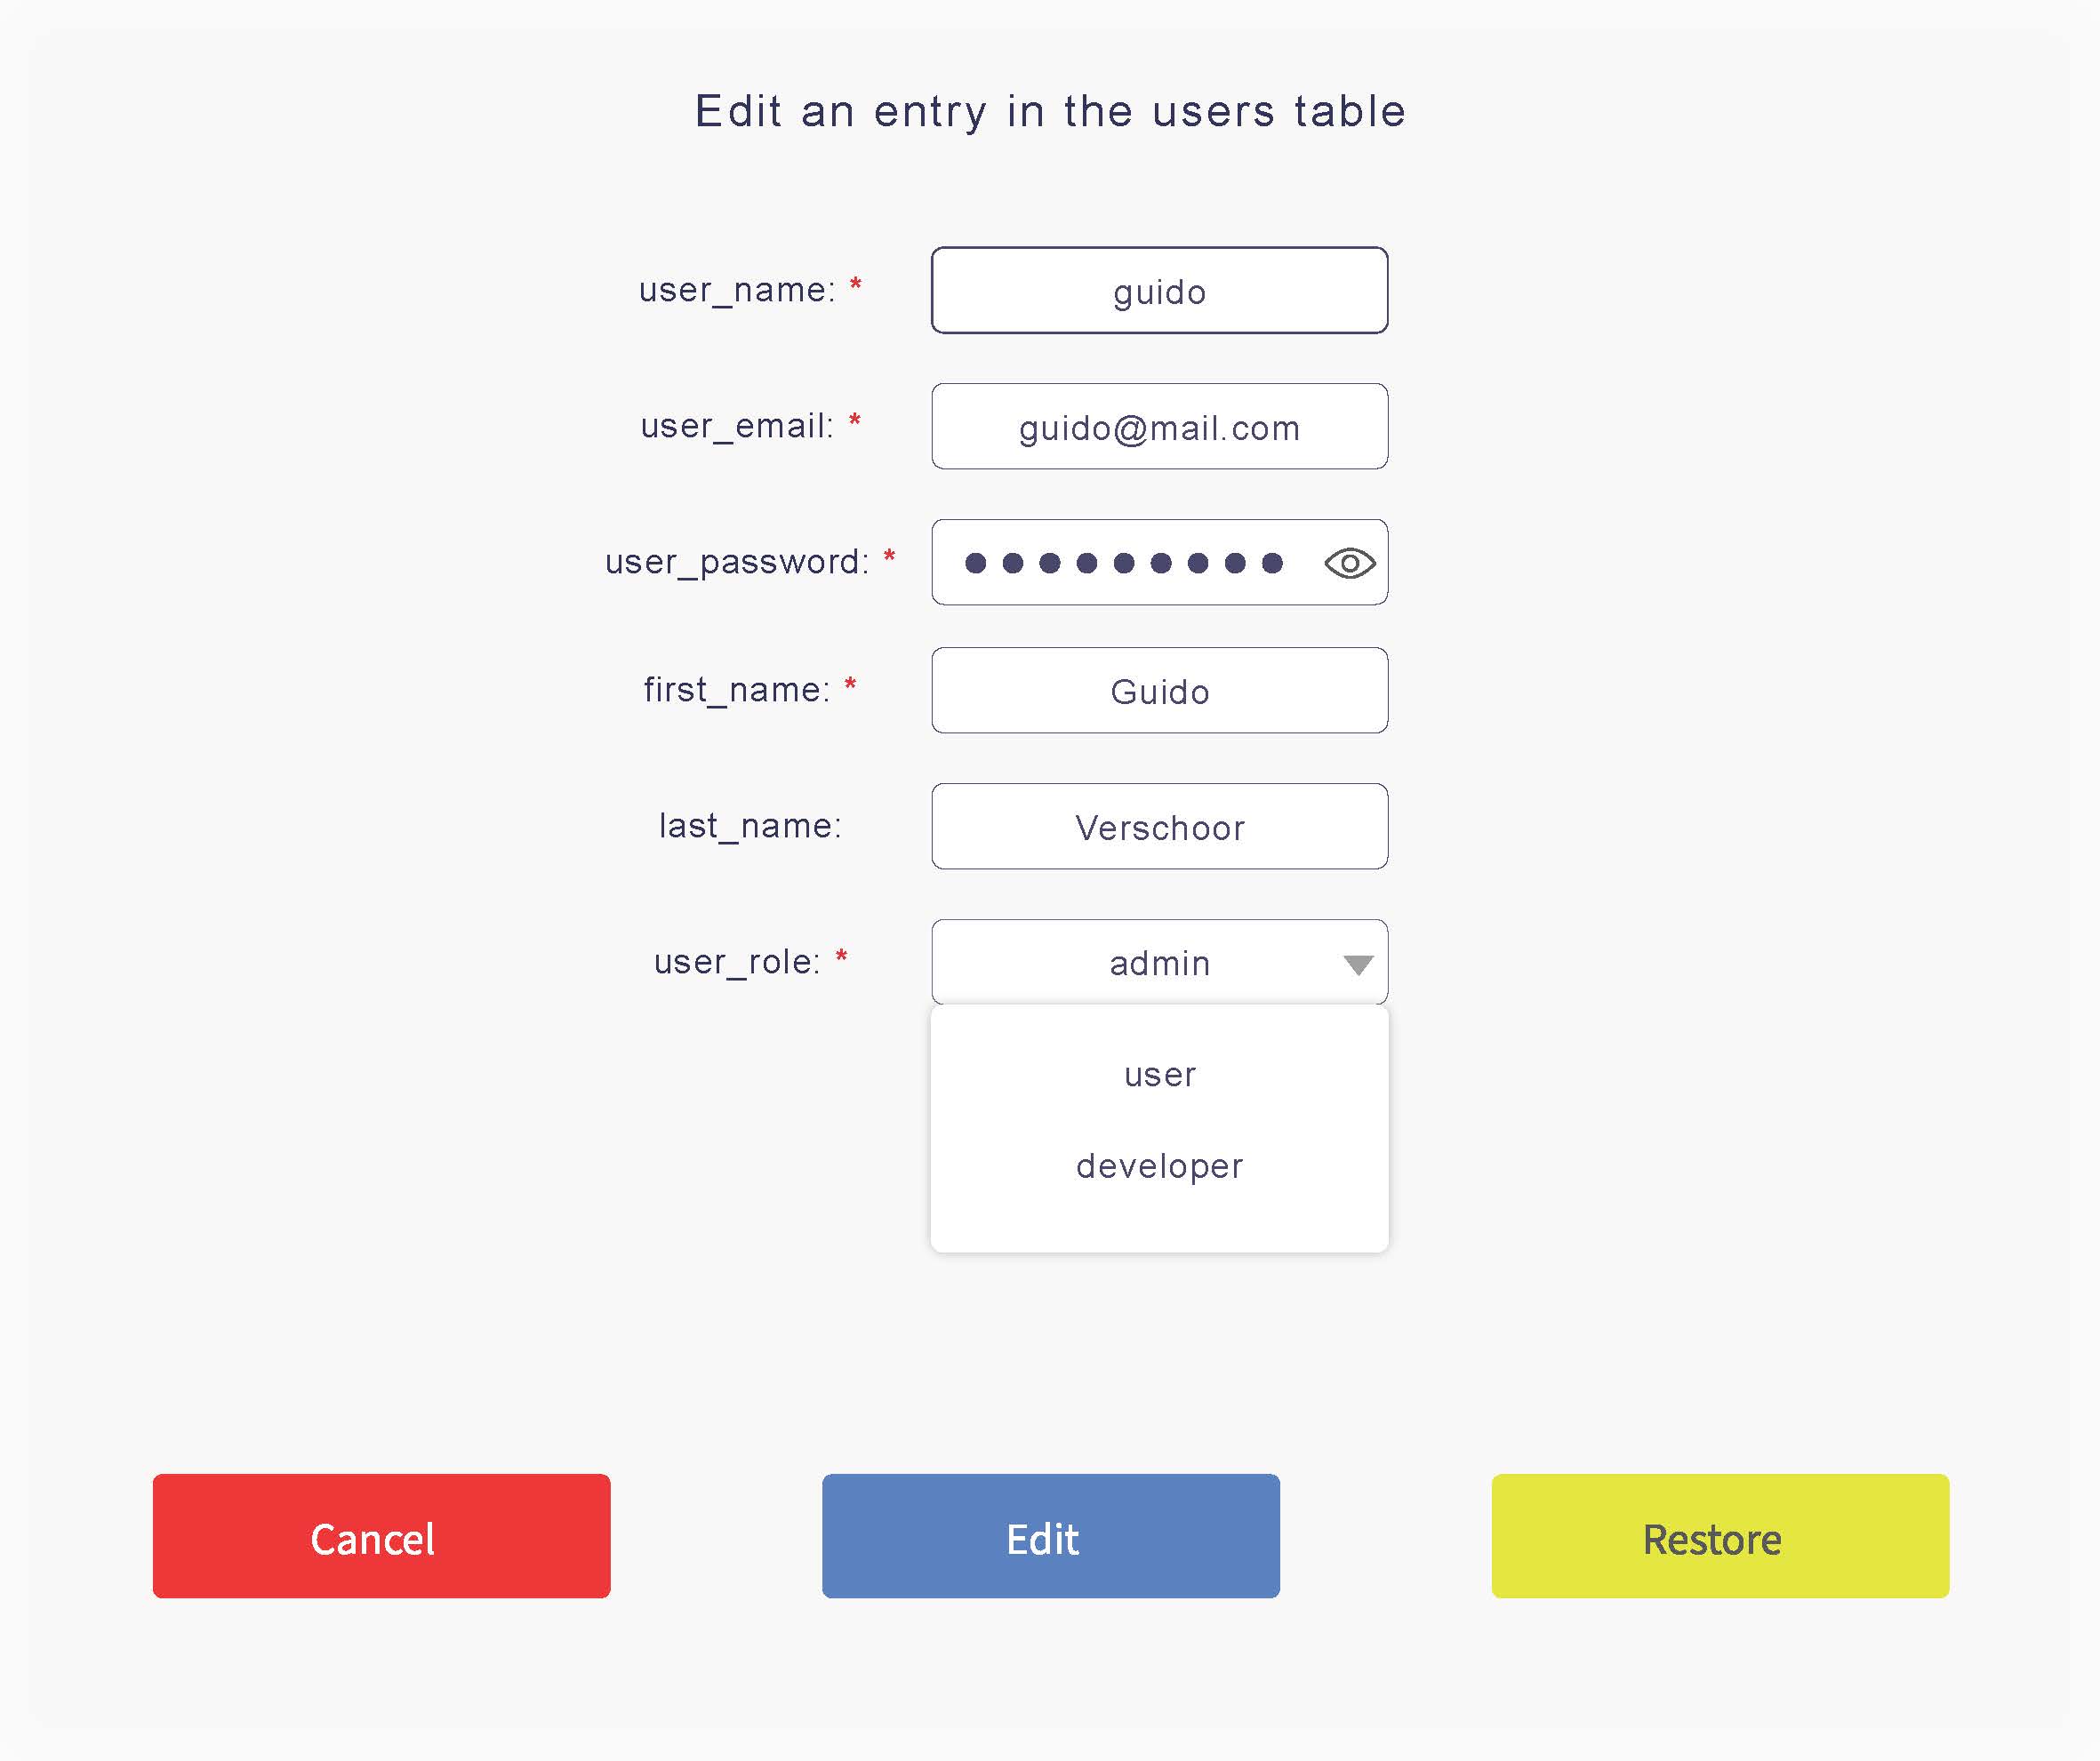 Edit an entry in the users table
user_name: * guido
user_email: * guido@mail.com
user_password: * ●●●●●●●●●
first_name: * Guido
last_name: Verschoor
user_role: * admin
user
developer
Cancel Edit Restore